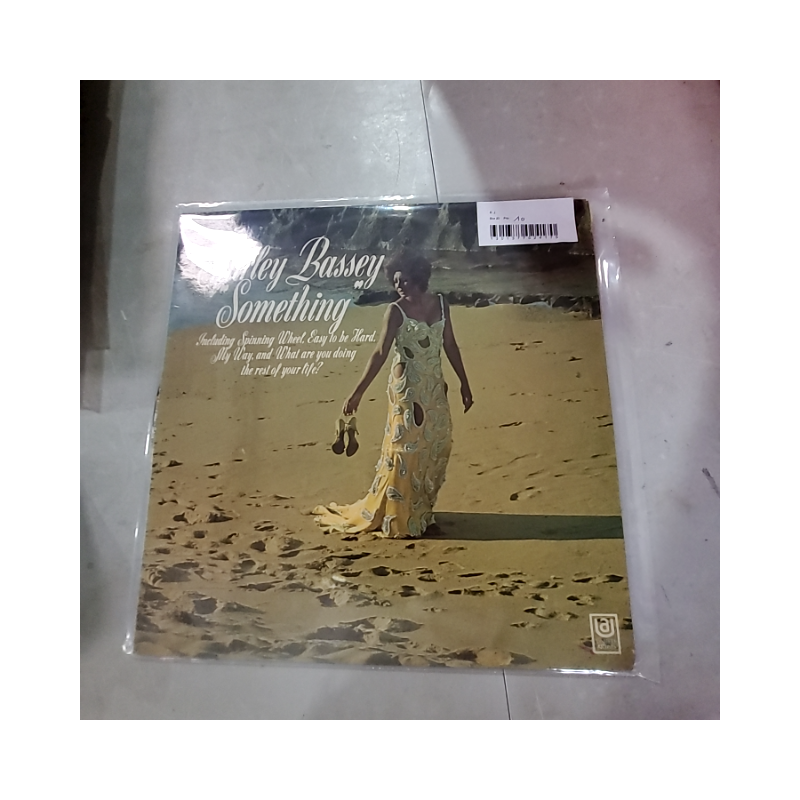 ley Bassey
"Something"
Including Spinning Wheel, Easy to be Hard,
My Way, and What are you doing
the rest of your life?